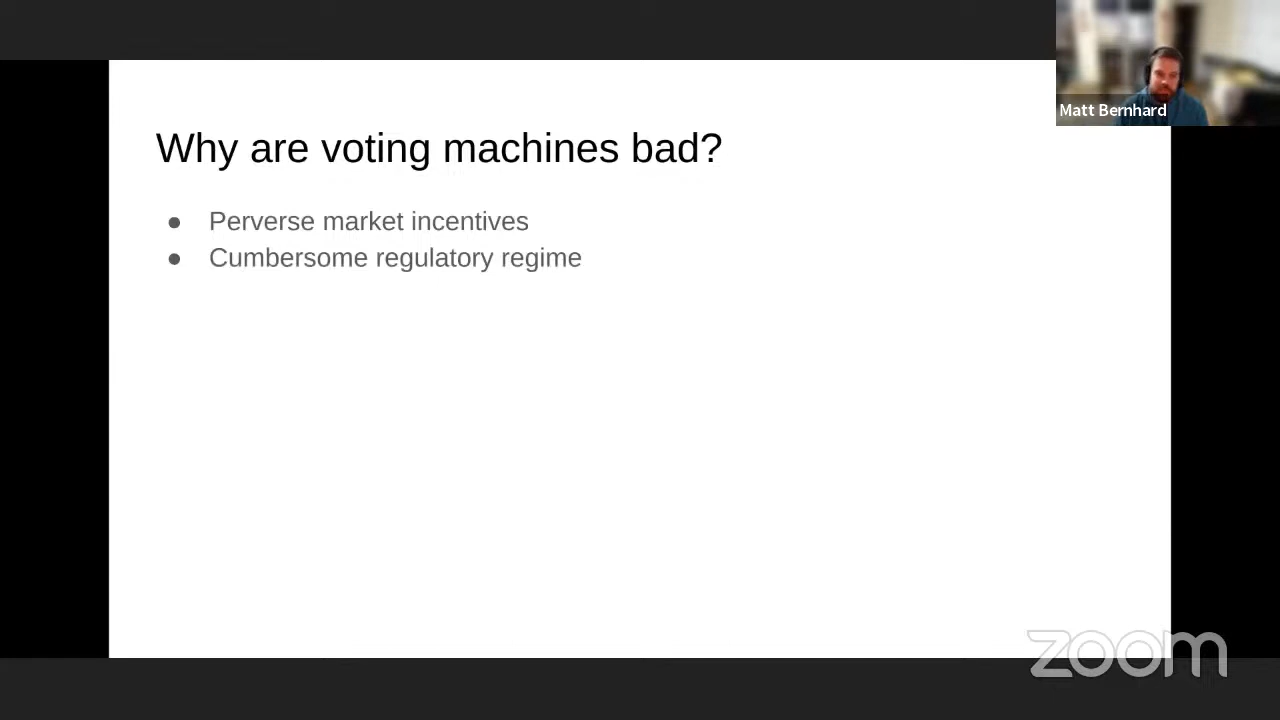 Matt Bernhard
Why are voting machines bad?
● Perverse market incentives
● Cumbersome regulatory regime
zoom